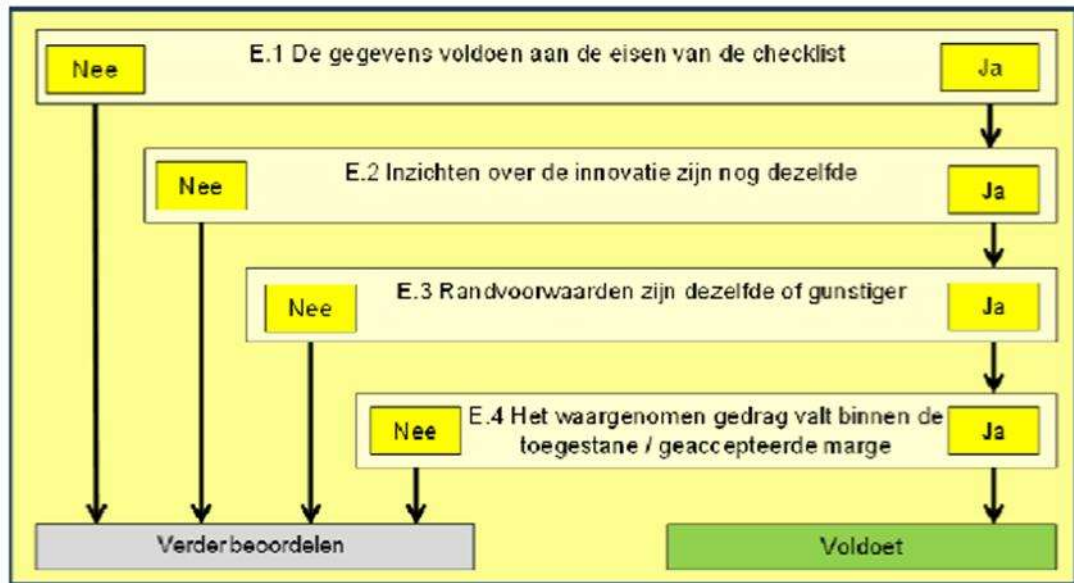 E.1 De gegevens voldoen aan de eisen van de checklist
Nee
Ja
E.2 Inzichten over de innovatie zijn nog dezelfde
Nee
Ja
E.3 Randvoorwaarden zijn dezelfde of gunstiger
Nee
Ja
E.4 Het waargenomen gedrag valt binnen de
toegestane / geaccepteerde marge
Nee
Ja
Verder beoordelen
Voldoet